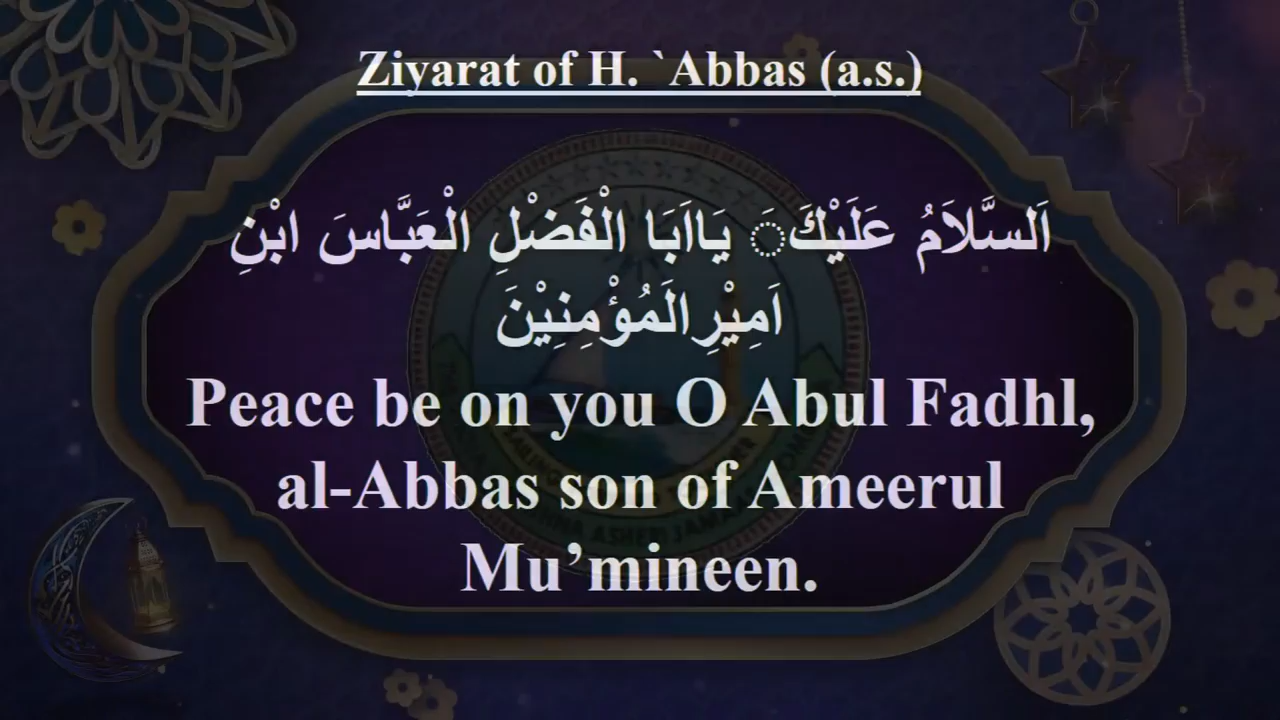 Ziyarat of H. `Abbas (a.s.)
اَلسَّلاَمُ عَلَيْكَ َ يَااَبَا الْفَضْلِ الْعَبَّاسَ ابْنِ
اَمِيْرِالَمُؤْمِنِيْنَ
Peace be on you O Abul Fadhl,
al-Abbas son of Ameerul
Mu’mineen.